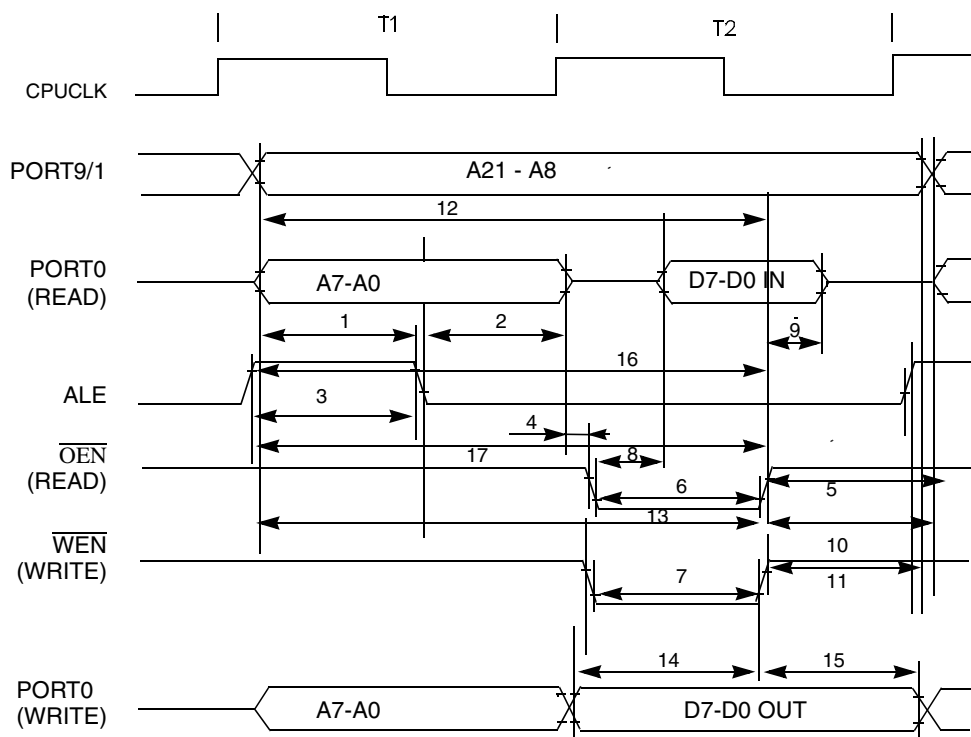 T1 T2
CPUCLK
PORT9/1 A21 - A8
12
PORT0
(READ) A7-A0 D7-D0 IN
1 2 9
16
ALE
3
4
OEN
(READ) 17 8
6 5
13
WEN
(WRITE) 10
7 11
14 15
PORT0
(WRITE) A7-A0 D7-D0 OUT